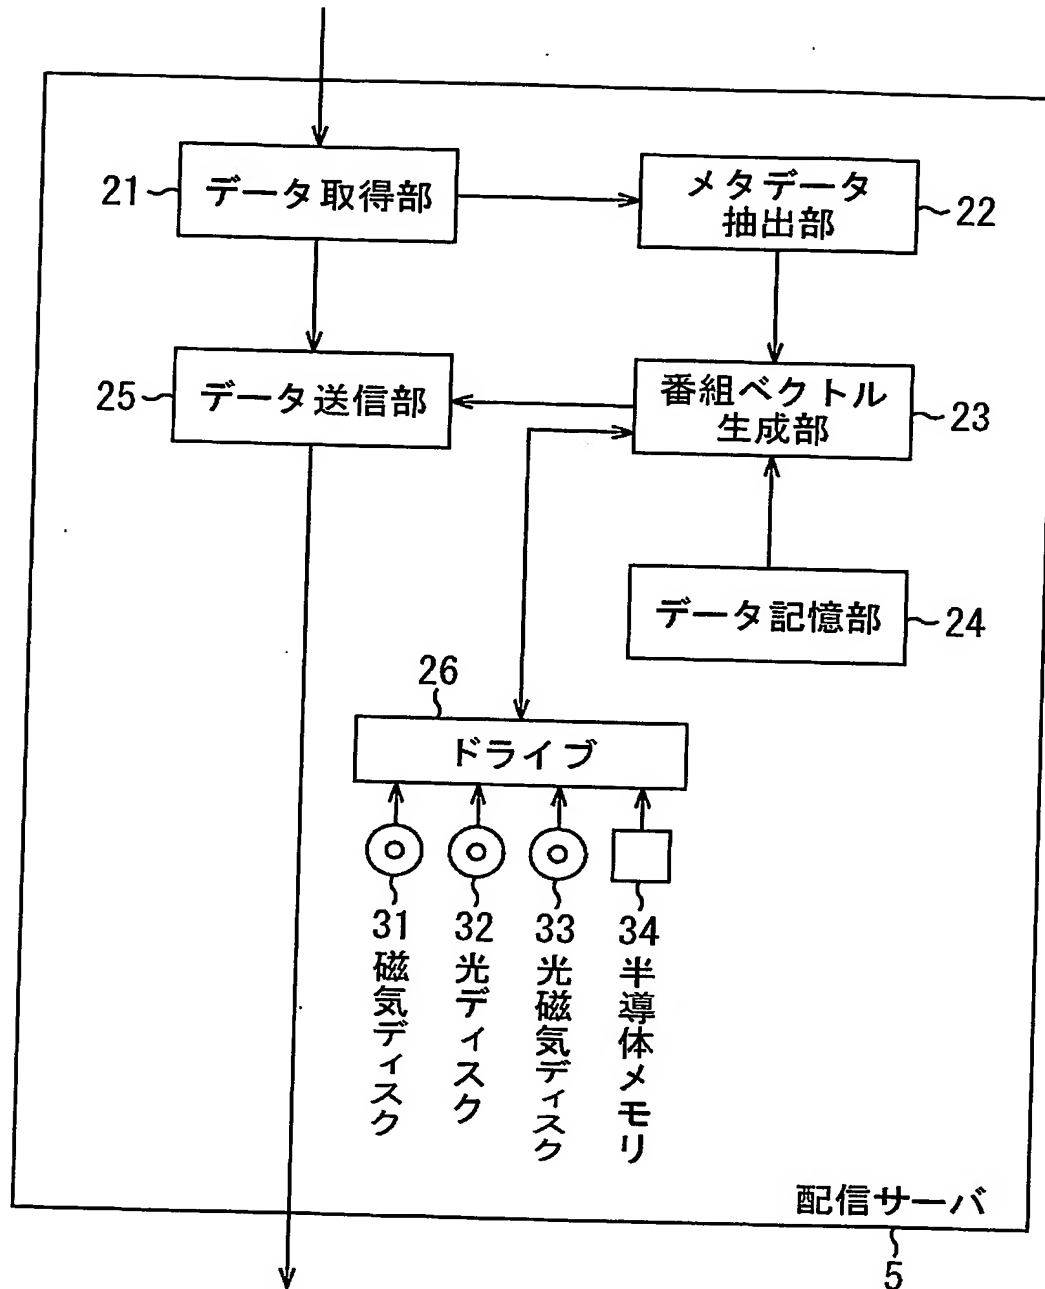 21
データ取得部
メタデータ
抽出部
22
25
データ送信部
番組ベクトル
生成部
23
データ記憶部
24
26
ドライブ
31
磁気ディスク
32
光ディスク
33
光磁気ディスク
34
半導体メモリ
配信サーバ
5